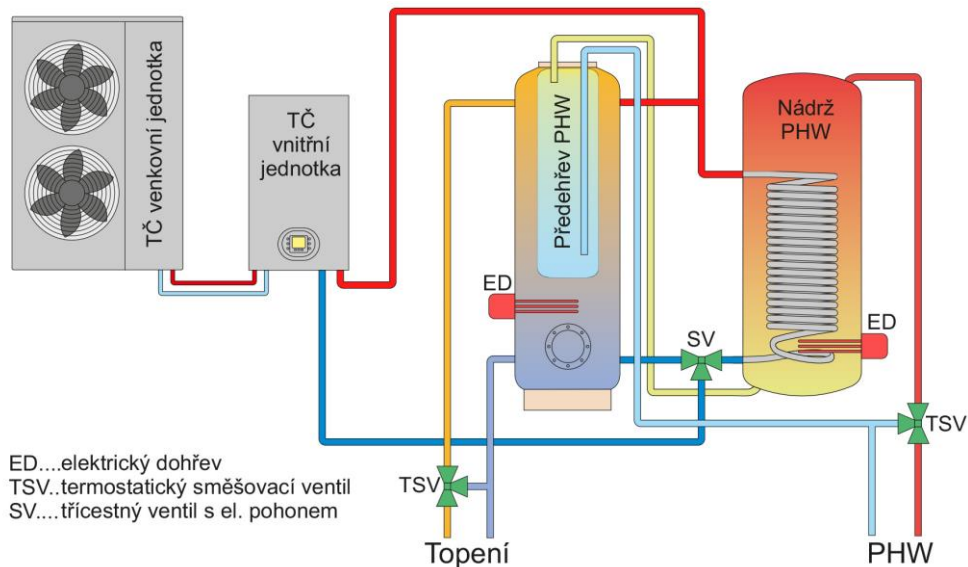 TČ venkovní jednotka
TČ
vnitřní
jednotka
Předehřev PHW
Nádrž
PHW
ED
SV
ED
TSV
TSV
ED....elektrický dohřev
TSV..termostatický směšovací ventil
SV....třícestný ventil s el. pohonem
Topení
PHW